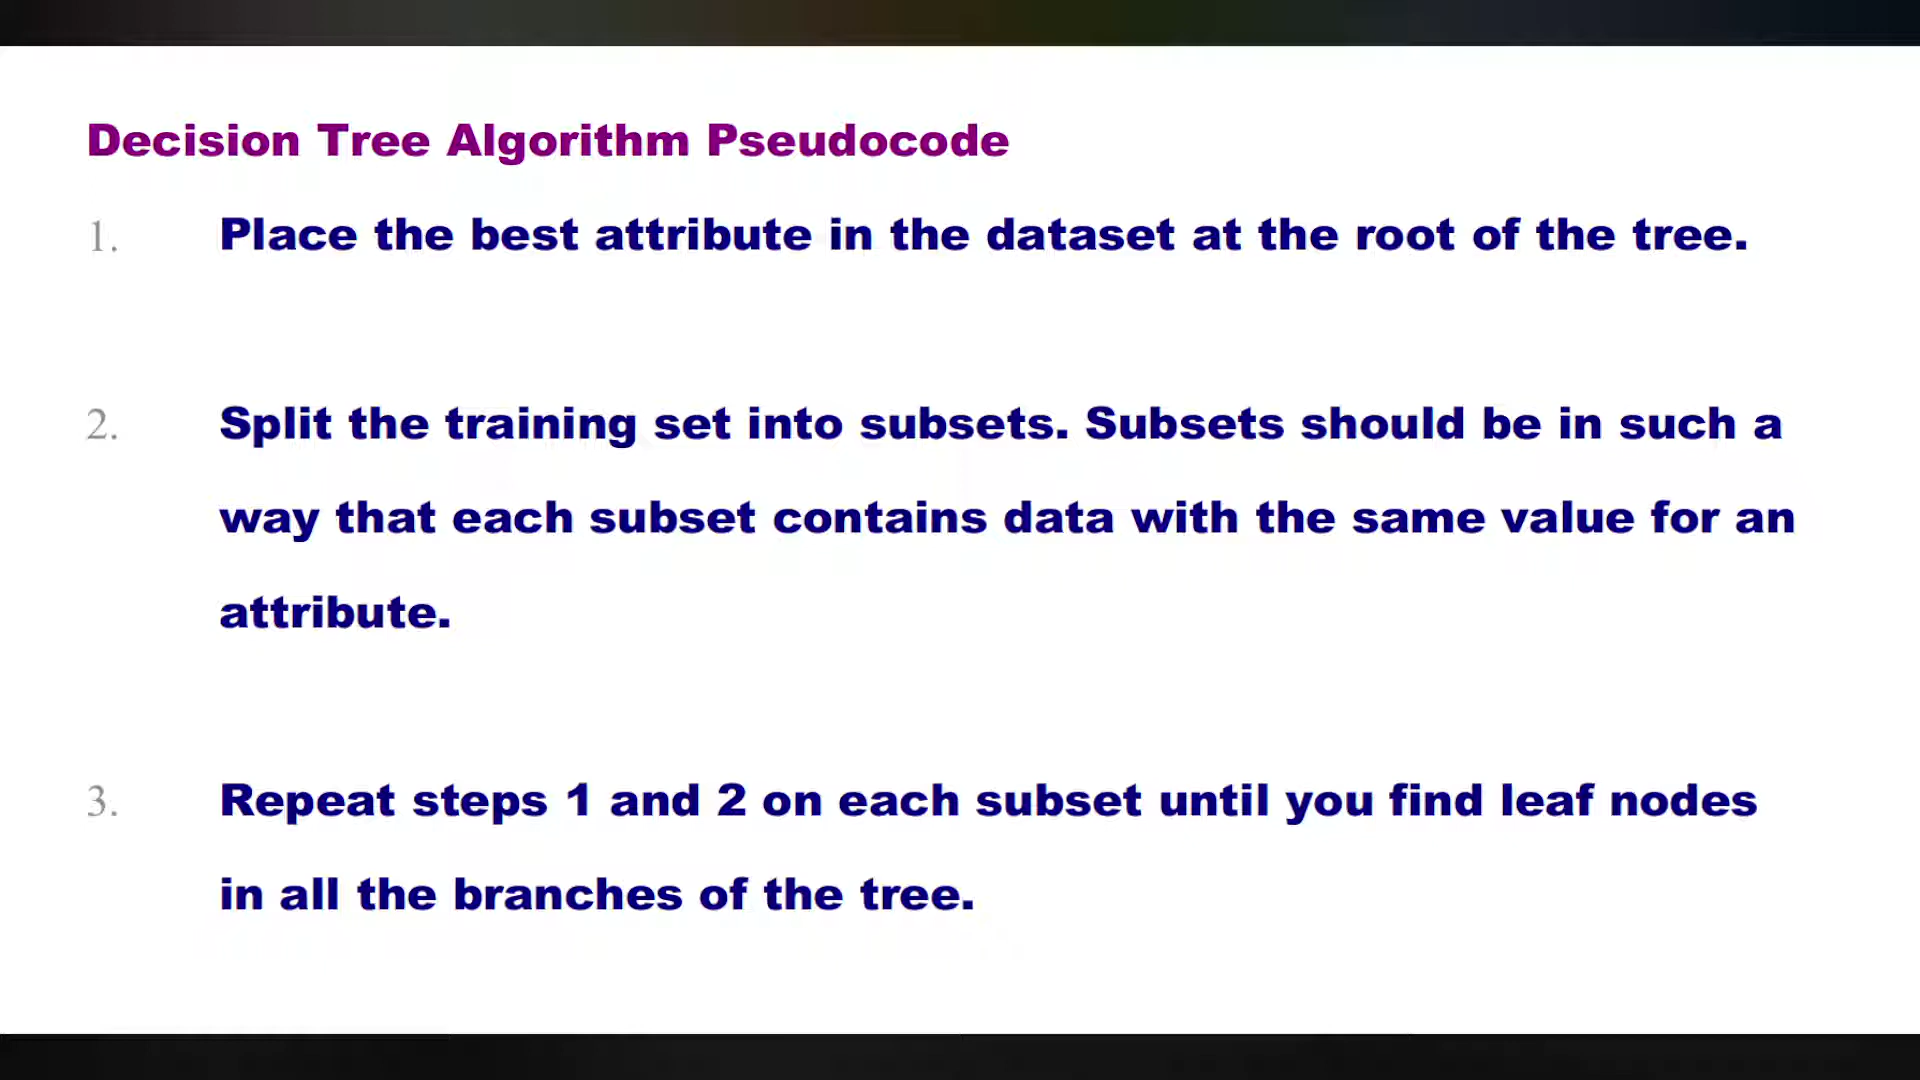 Decision Tree Algorithm Pseudocode
1. Place the best attribute in the dataset at the root of the tree.
2. Split the training set into subsets. Subsets should be in such a
way that each subset contains data with the same value for an
attribute.
3. Repeat steps 1 and 2 on each subset until you find leaf nodes
in all the branches of the tree.